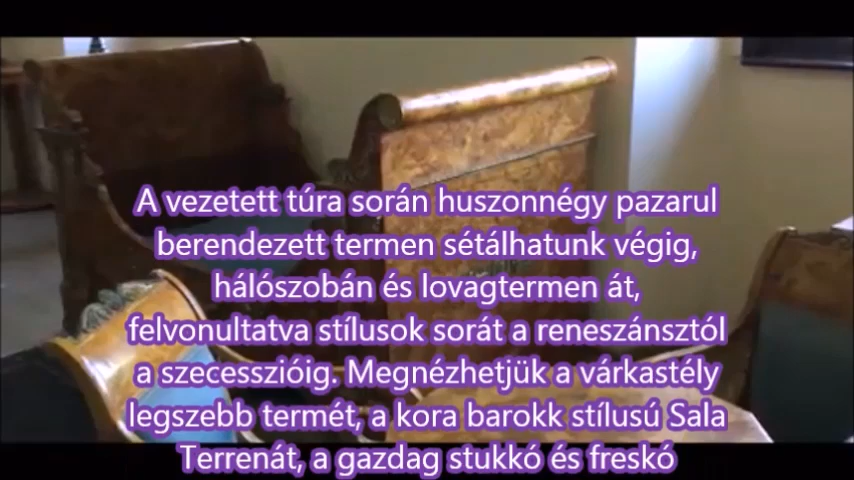 A vezetett túra során huszonnégy pazarul
berendezett termen sétálhatunk végig,
hálószobán és lovagtermen át,
felvonultatva stílusok sorát a reneszánsztól
a szecesszióig. Megnézhetjük a várkastély
legszebb termét, a kora barokk stílusú Sala
Terrenát, a gazdag stukkó és freskó